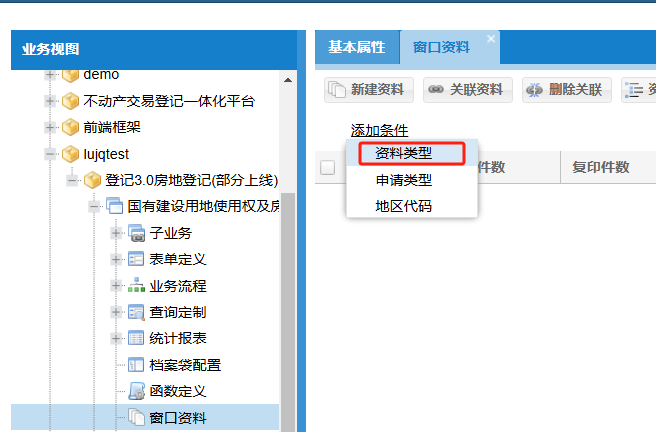 业务视图
demo
不动产交易登记一体化平台
前端框架
lujqtest
登记3.0房地登记(部分上线)
国有建设用地使用权及房
子业务
表单定义
业务流程
查询定制
统计报表
档案袋配置
函数定义
窗口资料
基本属性
窗口资料
新建资料
关联资料
删除关联
添加条件
资料类型
申请类型
地区代码
件数
复印件数